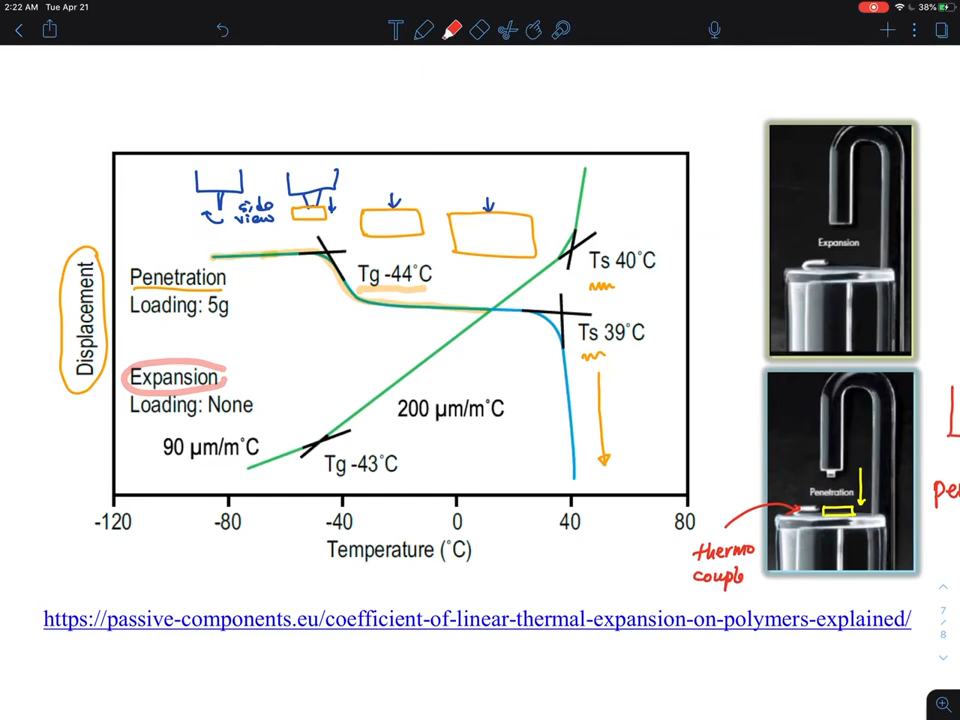 2:22 AM Tue Apr 21
38%
T
side
view
Expansion
Penetration
Loading: 5g
Tg -44˚C
Ts 40˚C
Ts 39˚C
Displacement
Expansion
Loading: None
200 µm/m˚C
90 µm/m˚C
Tg -43˚C
Penetration
-120
-80
-40
0
40
80
Temperature (˚C)
thermo
couple
https://passive-components.eu/coefficient-of-linear-thermal-expansion-on-polymers-explained/
7
/
8